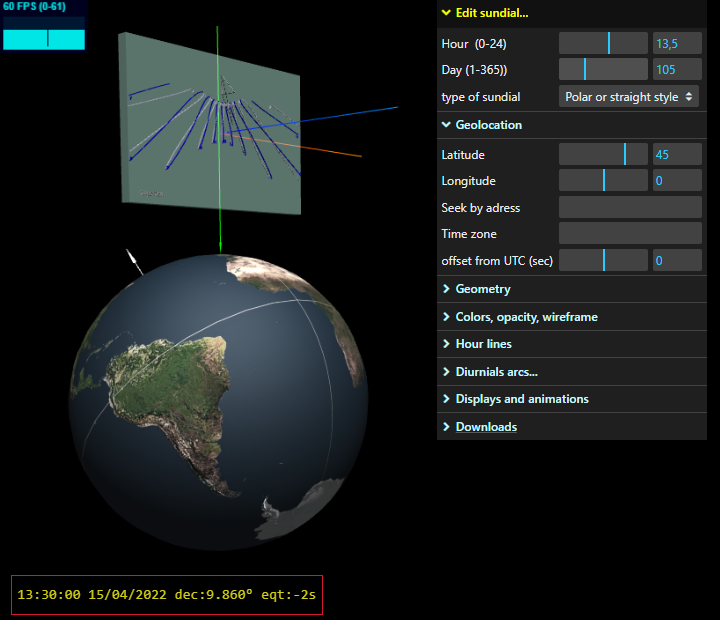 60 FPS (0-61)
Edit sundial...
Hour (0-24)
13,5
Day (1-365))
105
type of sundial
Polar or straight style
Geolocation
Latitude
45
Longitude
0
Seek by adress
Time zone
offset from UTC (sec)
0
Geometry
Colors, opacity, wireframe
Hour lines
Diurnials arcs...
Displays and animations
Downloads
13:30:00 15/04/2022 dec:9.860º eqt:-2s